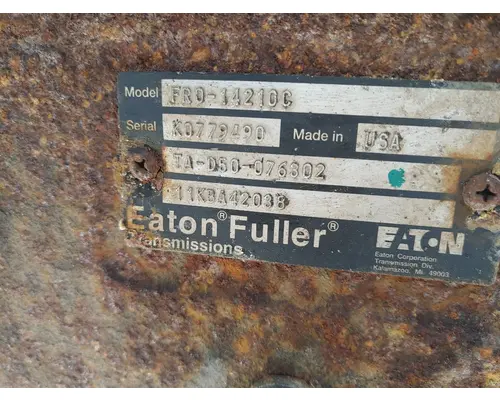 Model FRO-14210C
Serial K0779490 Made in USA
TA-060-076802
11KBA42038
Eaton® Fuller®
Transmissions
EATON
Eaton Corporation
Transmission Div.
Kalamazoo, Mi. 49003